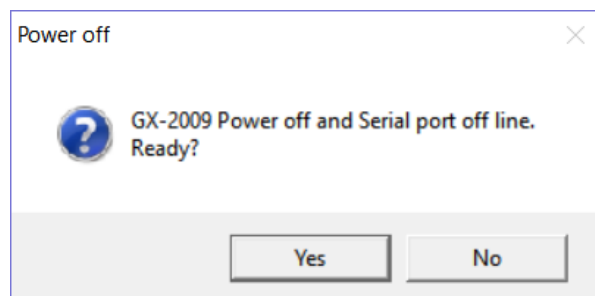 Power off
GX-2009 Power off and Serial port off line.
Ready?
Yes
No